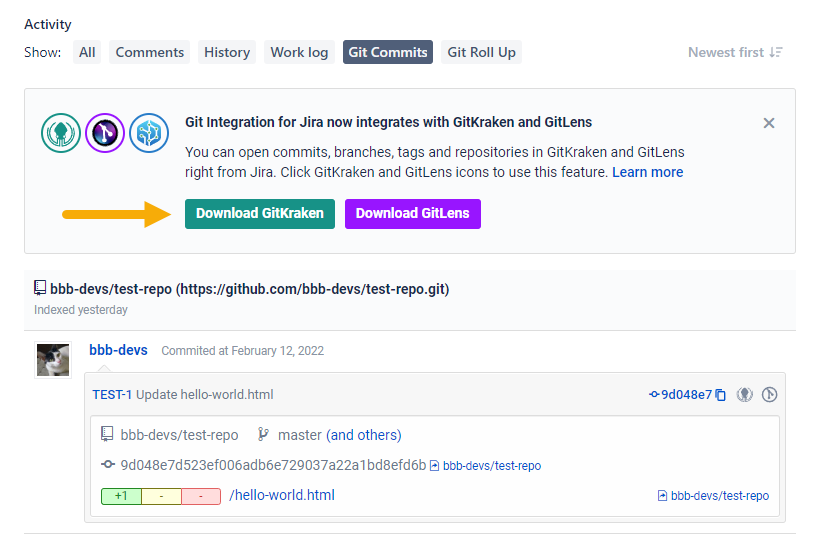 Activity
Show: All Comments History Work log Git Commits Git Roll Up Newest first
Git Integration for Jira now integrates with GitKraken and GitLens
You can open commits, branches, tags and repositories in GitKraken and GitLens
right from Jira. Click GitKraken and GitLens icons to use this feature. Learn more
Download GitKraken Download GitLens
bbb-devs/test-repo (https://github.com/bbb-devs/test-repo.git)
Indexed yesterday
bbb-devs Commited at February 12, 2022
TEST-1 Update hello-world.html 9d048e7
bbb-devs/test-repo master (and others)
9d048e7d523ef006adb6e729037a22a1bd8efd6b bbb-devs/test-repo
+1 - - /hello-world.html bbb-devs/test-repo